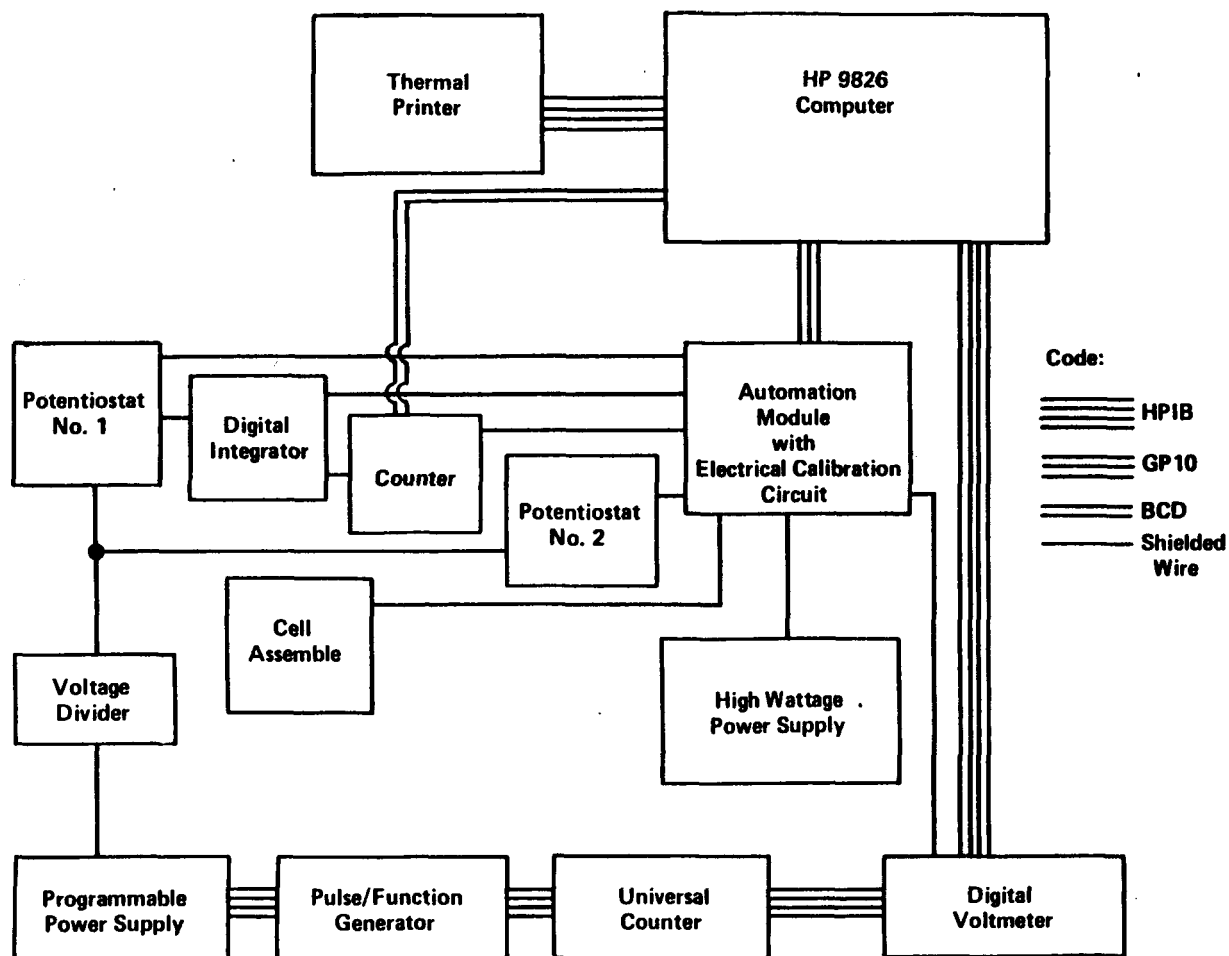 Thermal
Printer
HP 9826
Computer
Potentiostat
No. 1
Digital
Integrator
Counter
Potentiostat
No. 2
Automation
Module
with
Electrical Calibration
Circuit
Code:
HPIB
GP10
BCD
Shielded
Wire
Cell
Assemble
Voltage
Divider
High Wattage
Power Supply
Programmable
Power Supply
Pulse/Function
Generator
Universal
Counter
Digital
Voltmeter